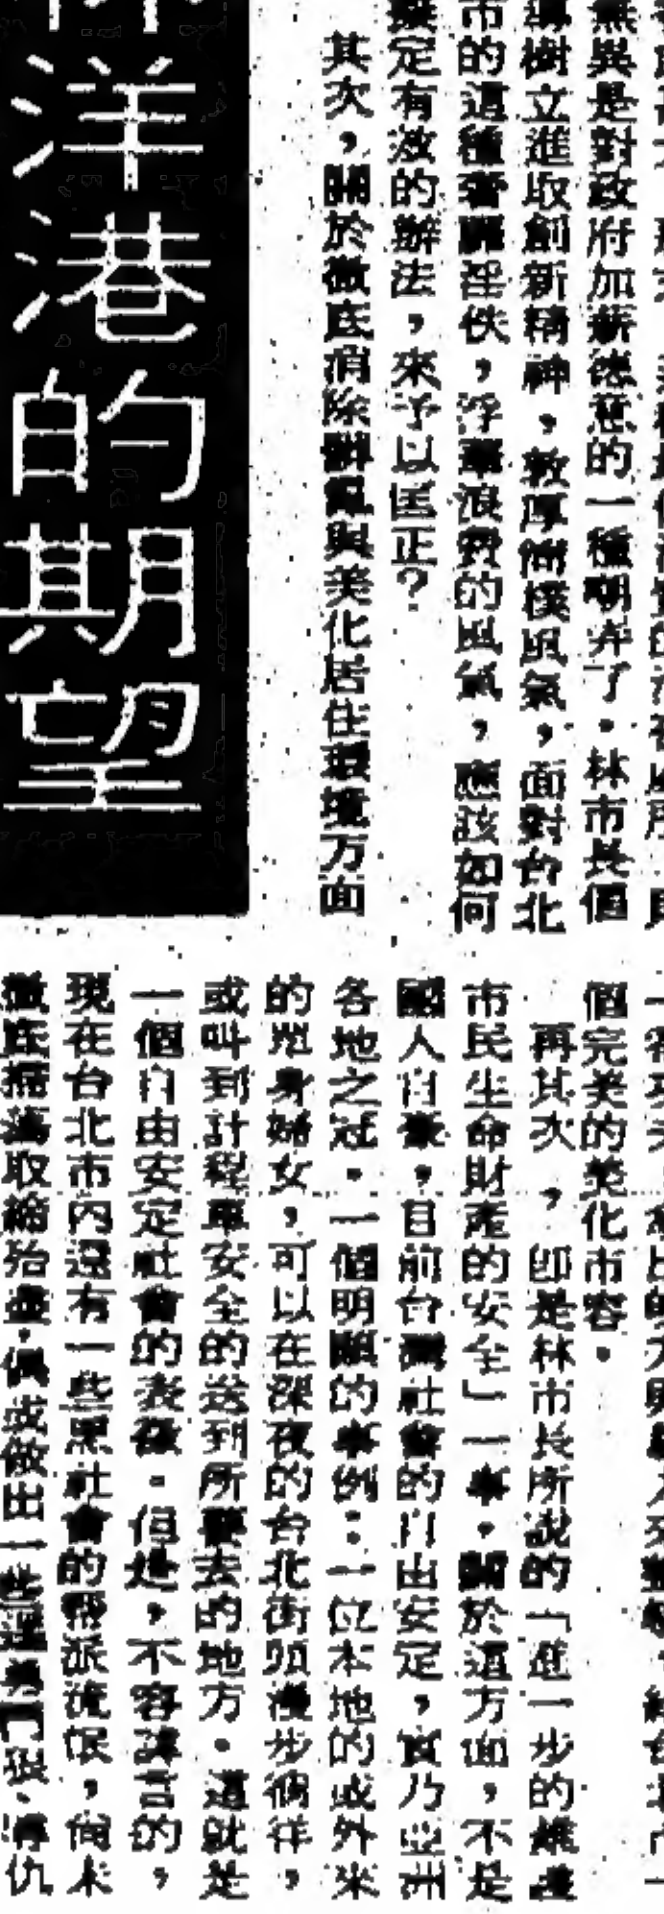 洋港的期望
無異是對政府加薪德意的一種嘲弄了。林市長倡
導樹立進取創新精神,敦厚簡樸風氣,面對台北
市的這種奢靡淫佚,浮華浪費的風氣,應該如何
擬定有效的辦法,來予以匡正?
其次,關於徹底消除髒亂與美化居住環境方面
個完美的美化市容。
再其次,即是林市長所說的「進一步的維護
市民生命財產的安全」一事。關於這方面,不是
國人自豪,目前台灣社會的自由安定,實乃亞洲
各地之冠。一個明顯的事例:一位本地的或外來
的單身婦女,可以在深夜的台北街頭漫步徜徉,
或叫到計程車安全的送到所要去的地方。這就是
一個自由安定社會的表徵。但是,不容諱言的,
現在台北市內還有一些黑社會的幫派流氓,尚未
徹底掃蕩取締殆盡,偶或做出一些逞勇鬥狠、尋仇